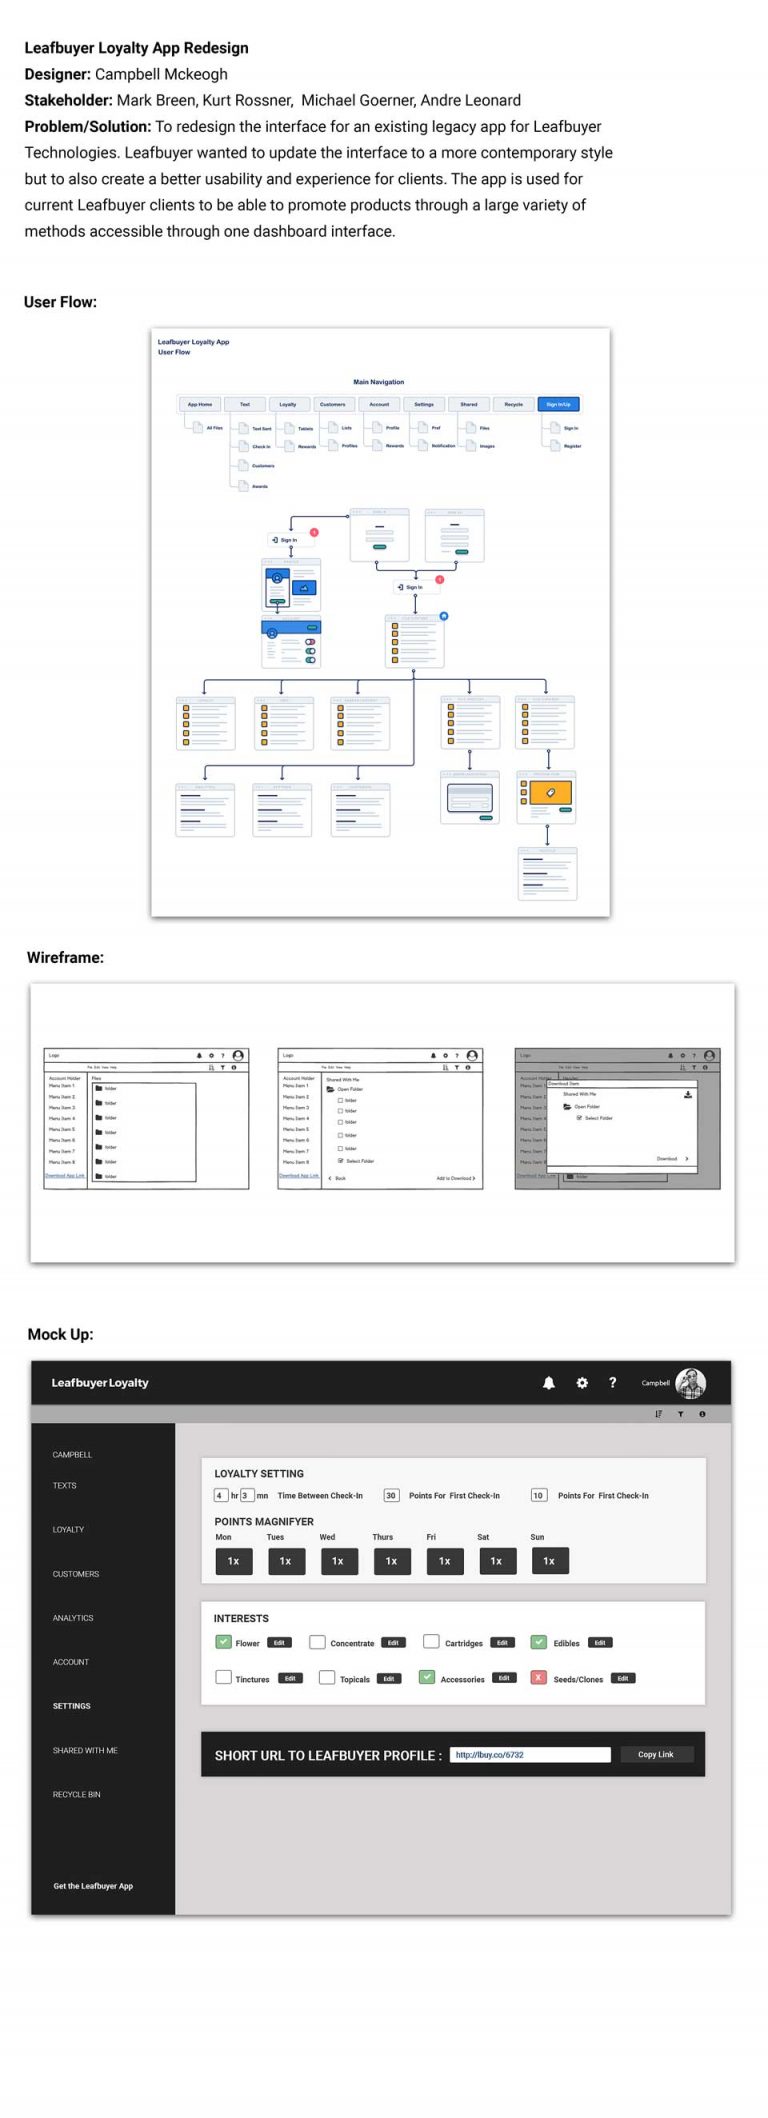 Leafbuyer Loyalty App Redesign
Designer: Campbell Mckeogh
Stakeholder: Mark Breen, Kurt Rossner,  Michael Goerner, Andre Leonard
Problem/Solution: To redesign the interface for an existing legacy app for Leafbuyer
Technologies. Leafbuyer wanted to update the interface to a more contemporary style
but to also create a better usability and experience for clients. The app is used for
current Leafbuyer clients to be able to promote products through a large variety of
methods accessible through one dashboard interface.
User Flow:
Leafbuyer Loyalty App
User Flow
Main Navigation
App Home Text Loyalty Customers Account Settings Shared Recycle Sign In/Up
All Files Text Sent Tablets Lists Profile Pref Files Sign In
Check In Rewards Profiles Rewards Notification Images Register
Customers
Awards
Sign In
Sign In
Wireframe:
Logo ?
File Edit View Help
Account Holder Files
Menu Item 1 folder
Menu Item 2 folder
Menu Item 3
Menu Item 4 folder
Menu Item 5 folder
Menu Item 6 folder
Menu Item 7 folder
Menu Item 8
Download App Link folder
Logo ?
File Edit View Help
Account Holder Shared With Me
Menu Item 1 Open Folder
Menu Item 2 folder
Menu Item 3 folder
Menu Item 4 folder
Menu Item 5
Menu Item 6 folder
Menu Item 7 folder
Menu Item 8 Select Folder
Download App Link Back Add to Download
Logo ?
File Edit View Help
Account Holder Header
Menu Item 1 Download Item
Menu Item 2 Shared With Me
Menu Item 3 Open Folder
Menu Item 4 Select Folder
Menu Item 5
Menu Item 6
Menu Item 7
Menu Item 8 Download
Download App Link folder
Mock Up:
Leafbuyer Loyalty ? Campbell
CAMPBELL
TEXTS
LOYALTY
CUSTOMERS
ANALYTICS
ACCOUNT
SETTINGS
SHARED WITH ME
RECYCLE BIN
Get the Leafbuyer App
LOYALTY SETTING
4 hr 3 mn Time Between Check-In 30 Points For  First Check-In 10 Points For  First Check-In
POINTS MAGNIFYER
Mon Tues Wed Thurs Fri Sat Sun
1x 1x 1x 1x 1x 1x 1x
INTERESTS
Flower Edit Concentrate Edit Cartridges Edit Edibles Edit
Tinctures Edit Topicals Edit Accessories Edit X Seeds/Clones Edit
SHORT URL TO LEAFBUYER PROFILE : http://lbuy.co/6732 Copy Link